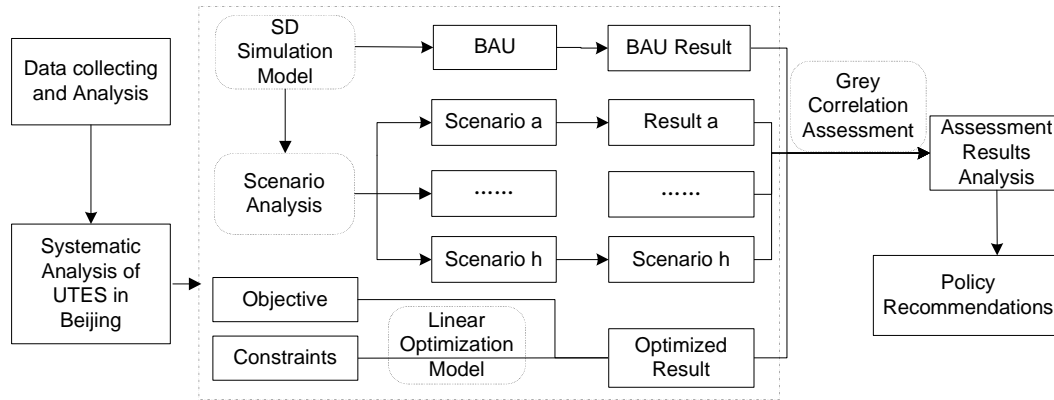 Data collecting
and Analysis
Systematic
Analysis of
UTES in
Beijing
SD
Simulation
Model
BAU
BAU Result
Scenario
Analysis
Scenario a
Result a
……
……
Scenario h
Scenario h
Objective
Constraints
Linear
Optimization
Model
Optimized
Result
Grey
Correlation
Assessment
Assessment
Results
Analysis
Policy
Recommendations